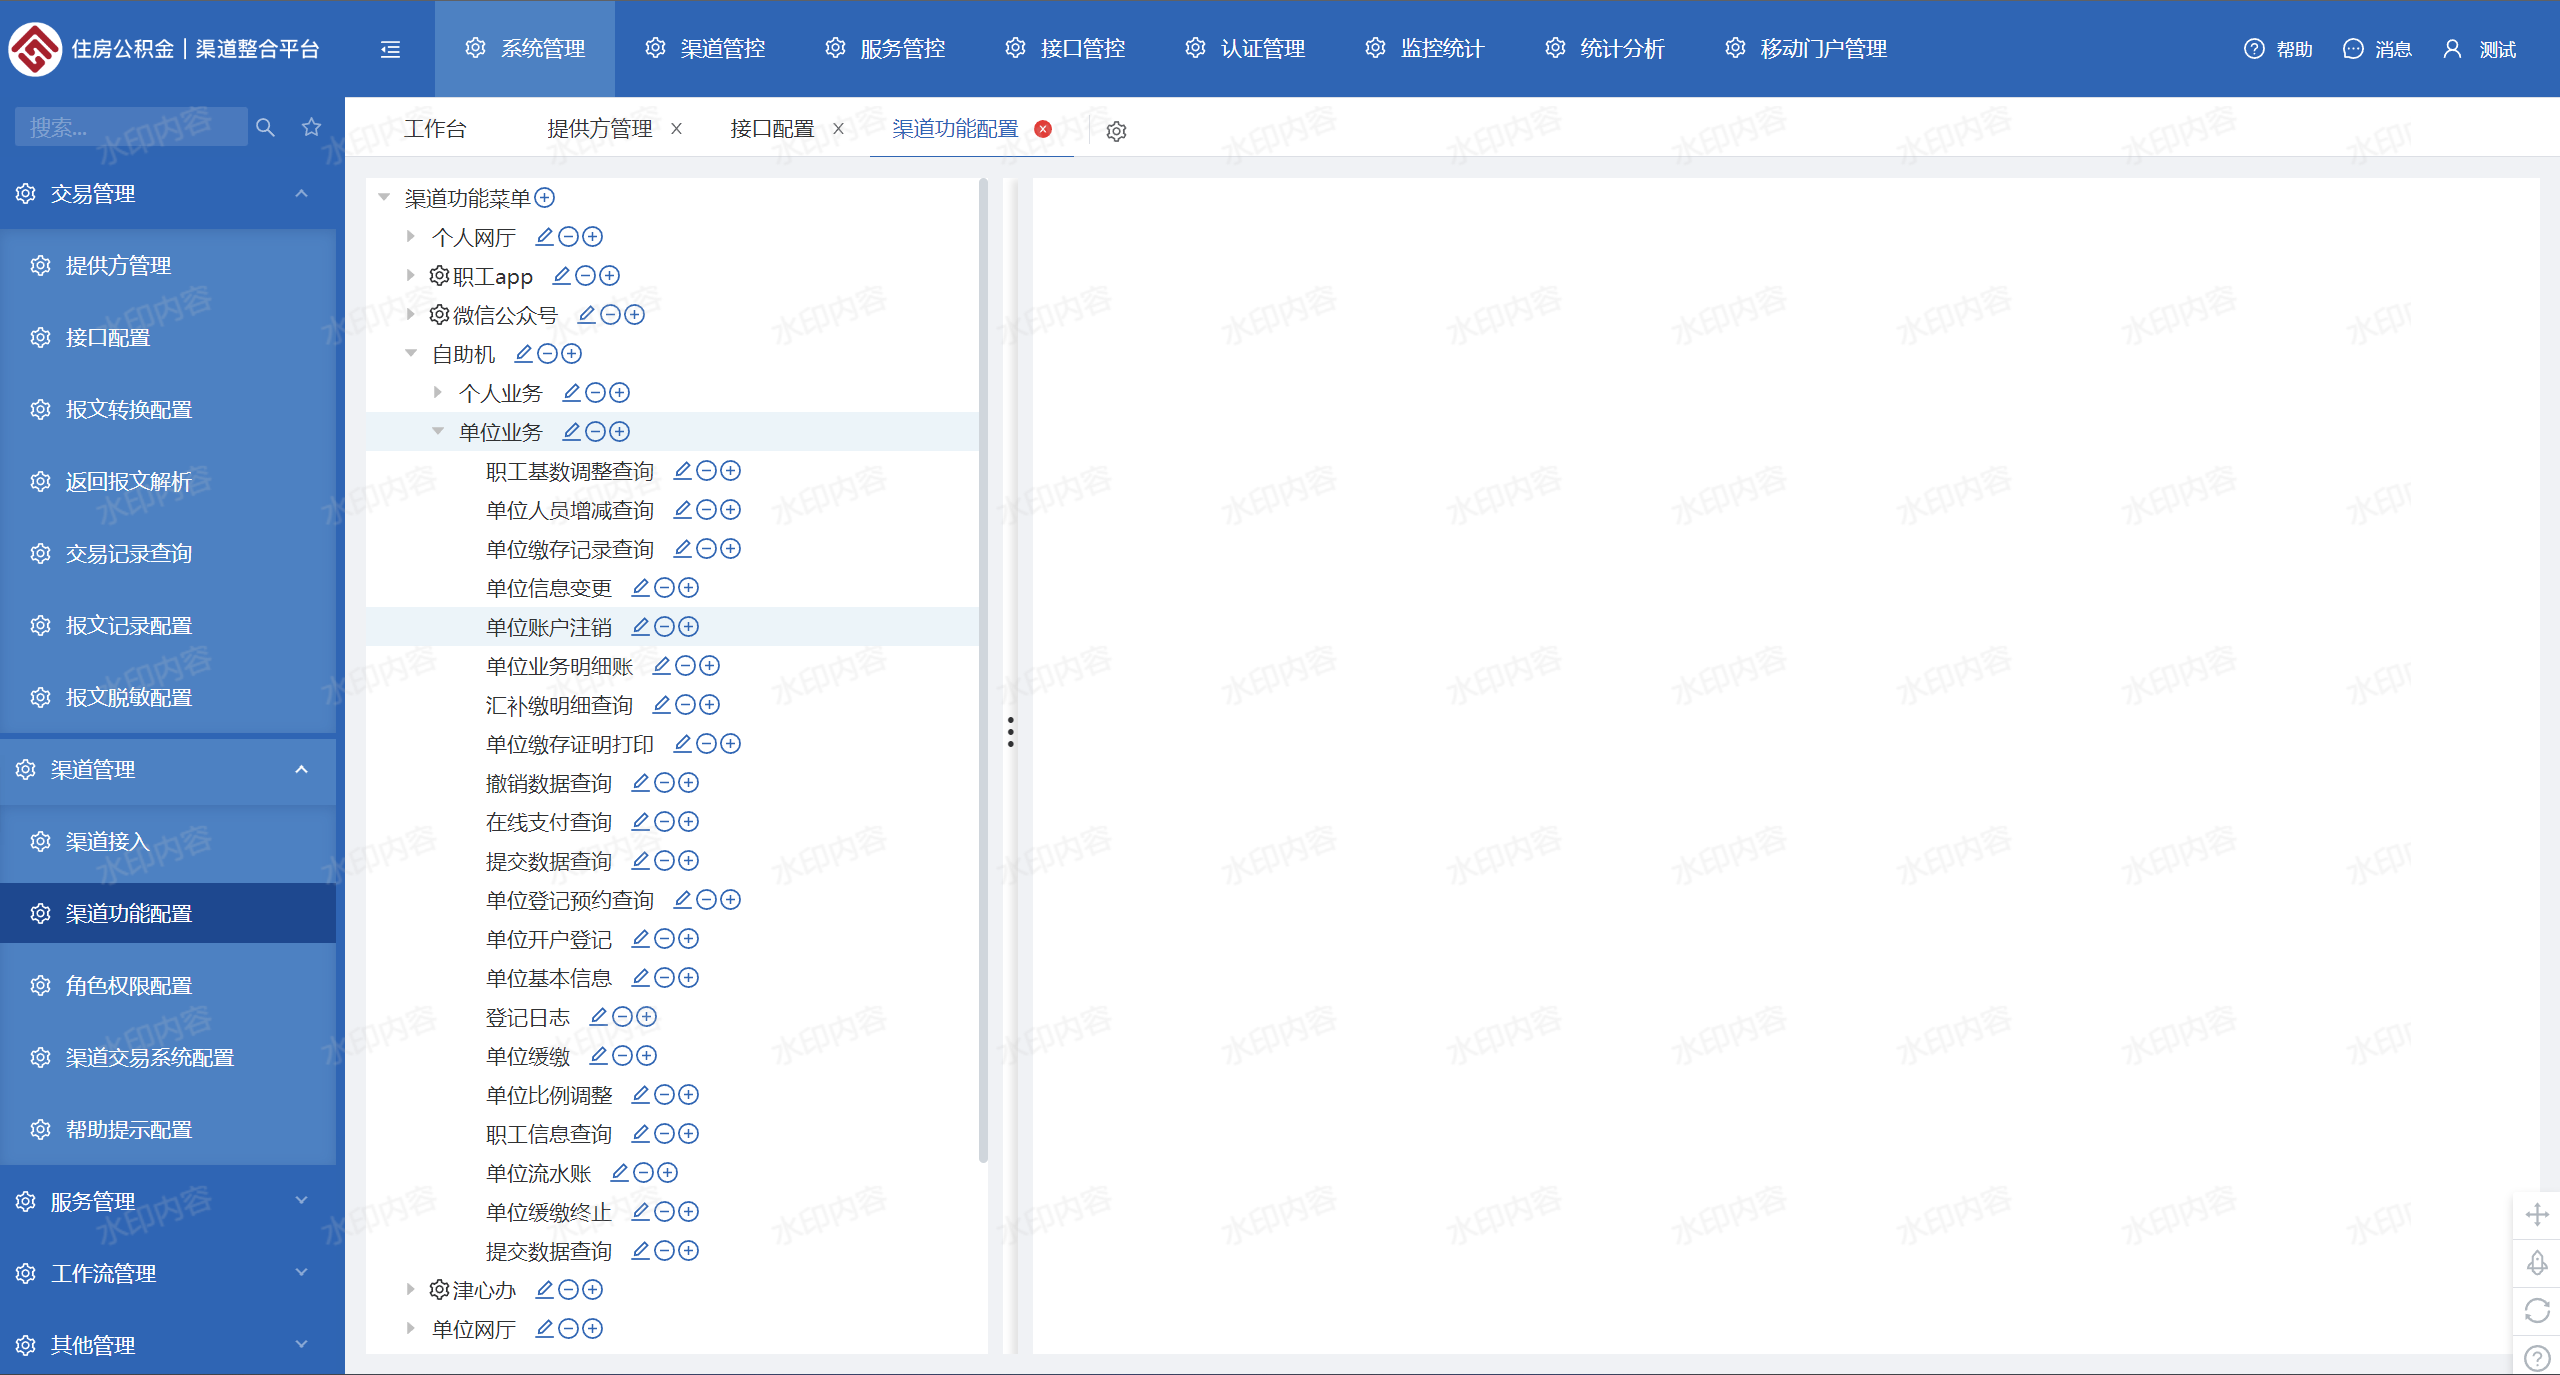 住房公积金|渠道整合平台
系统管理
渠道管控
服务管控
接口管控
认证管理
监控统计
统计分析
移动门户管理
帮助
消息
测试
搜索...
交易管理
提供方管理
接口配置
报文转换配置
返回报文解析
交易记录查询
报文记录配置
报文脱敏配置
渠道管理
渠道接入
渠道功能配置
角色权限配置
渠道交易系统配置
帮助提示配置
服务管理
工作流管理
其他管理
工作台
提供方管理
接口配置
渠道功能配置
渠道功能菜单
个人网厅
职工app
微信公众号
自助机
个人业务
单位业务
职工基数调整查询
单位人员增减查询
单位缴存记录查询
单位信息变更
单位账户注销
单位业务明细账
汇补缴明细查询
单位缴存证明打印
撤销数据查询
在线支付查询
提交数据查询
单位登记预约查询
单位开户登记
单位基本信息
登记日志
单位缓缴
单位比例调整
职工信息查询
单位流水账
单位缓缴终止
提交数据查询
津心办
单位网厅
水印内容